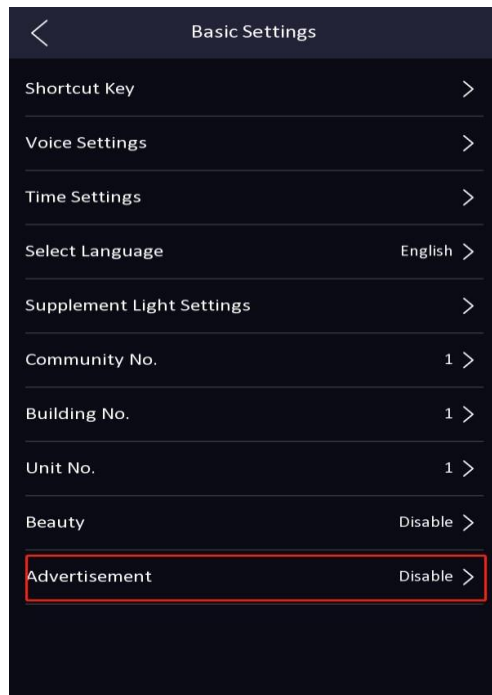 Basic Settings
Shortcut Key
Voice Settings
Time Settings
Select Language English
Supplement Light Settings
Community No. 1
Building No. 1
Unit No. 1
Beauty Disable
Advertisement Disable